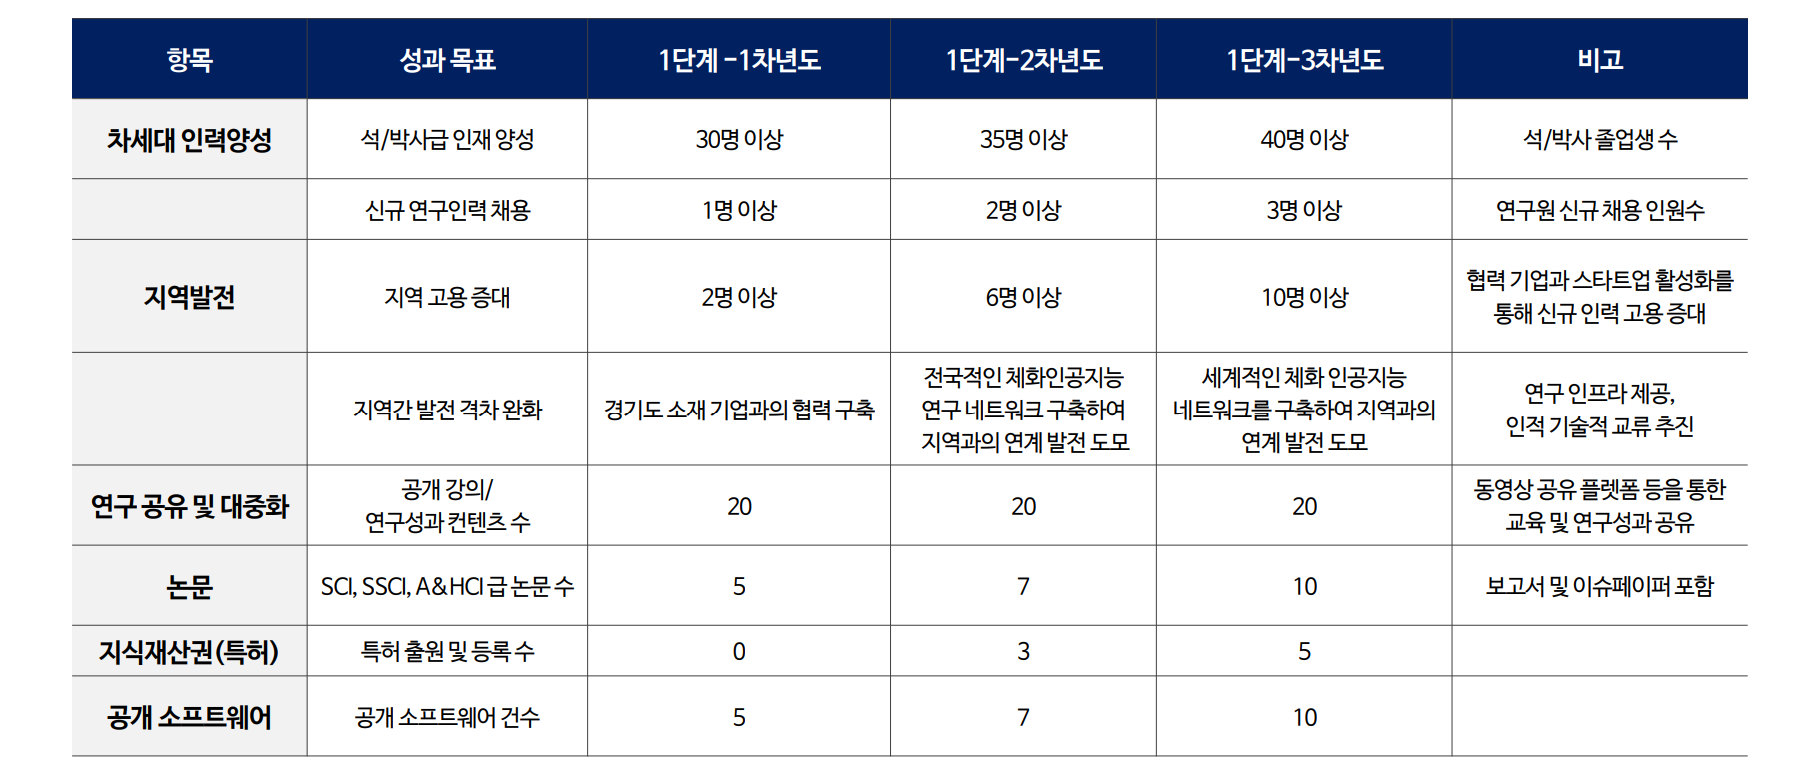 항목 성과 목표 1단계 -1차년도 1단계-2차년도 1단계-3차년도 비고
차세대 인력양성 석/박사급 인재 양성 30명 이상 35명 이상 40명 이상 석/박사 졸업생 수
신규 연구인력 채용 1명 이상 2명 이상 3명 이상 연구원 신규 채용 인원수
지역발전 지역 고용 증대 2명 이상 6명 이상 10명 이상 협력 기업과 스타트업 활성화를
통해 신규 인력 고용 증대
지역간 발전 격차 완화 경기도 소재 기업과의 협력 구축
전국적인 체화인공지능
연구 네트워크 구축하여
지역과의 연계 발전 도모
세계적인 체화 인공지능
네트워크를 구축하여 지역과의
연계 발전 도모
연구 인프라 제공,
인적 기술적 교류 추진
연구 공유 및 대중화
공개 강의/
연구성과 컨텐츠 수
20 20 20
동영상 공유 플렛폼 등을 통한
교육 및 연구성과 공유
논문 SCI, SSCI, A&HCI 급 논문 수 5 7 10 보고서 및 이슈페이퍼 포함
지식재산권(특허) 특허 출원 및 등록 수 0 3 5
공개 소프트웨어 공개 소프트웨어 건수 5 7 10